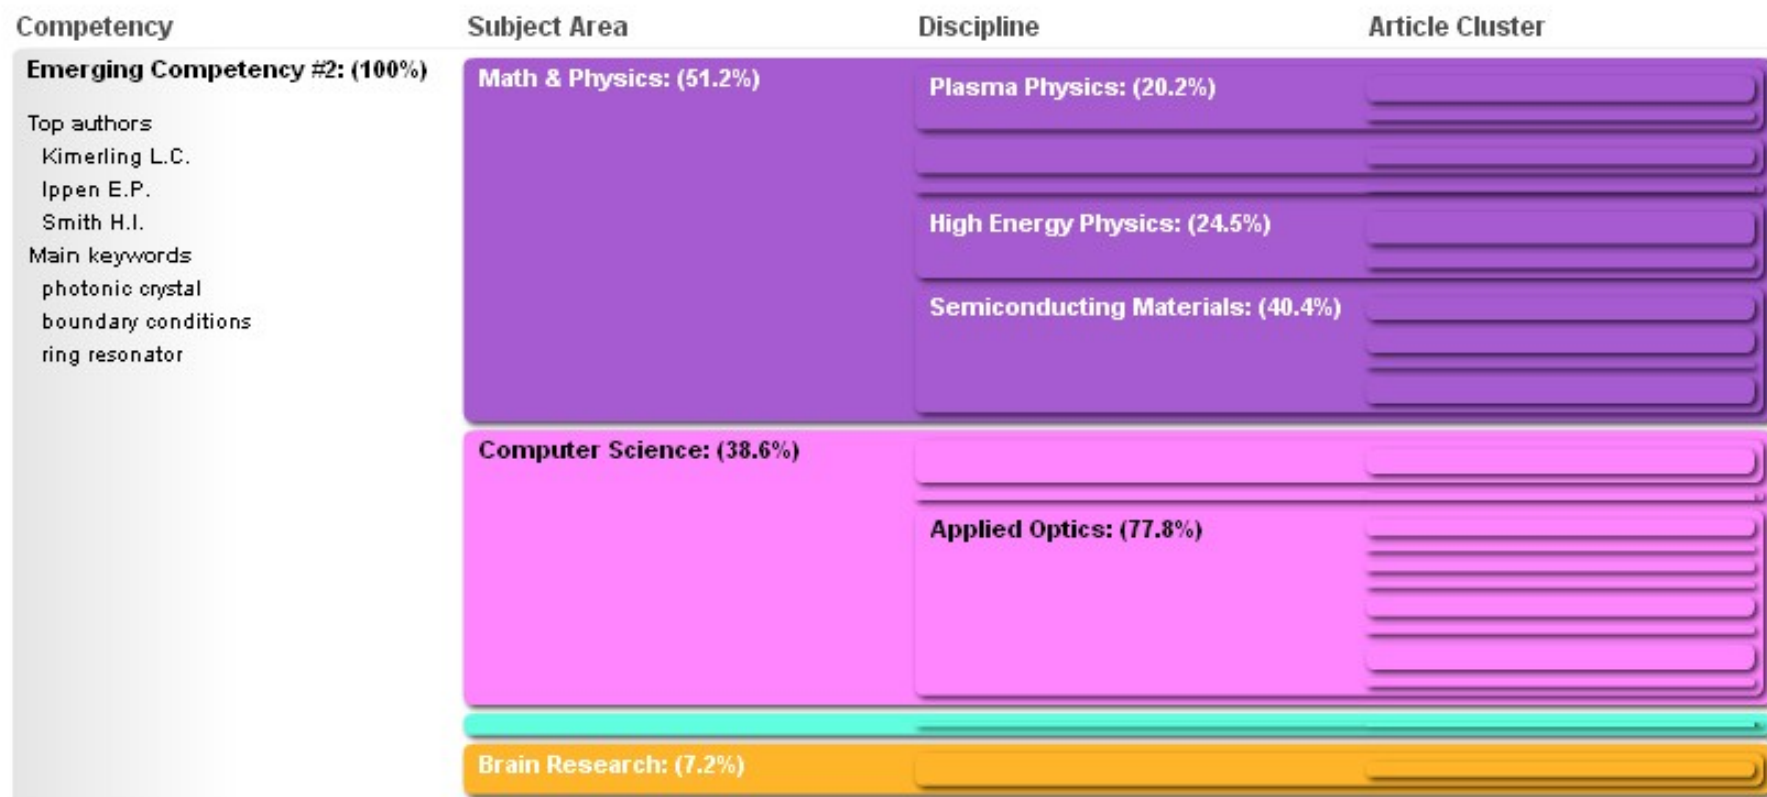 Competency
Subject Area
Discipline
Article Cluster
Emerging Competency #2: (100%)
Top authors
Kimerling L.C.
Ippen E.P.
Smith H.I.
Main keywords
photonic crystal
boundary conditions
ring resonator
Math & Physics: (51.2%)
Plasma Physics: (20.2%)
High Energy Physics: (24.5%)
Semiconducting Materials: (40.4%)
Computer Science: (38.6%)
Applied Optics: (77.8%)
Brain Research: (7.2%)